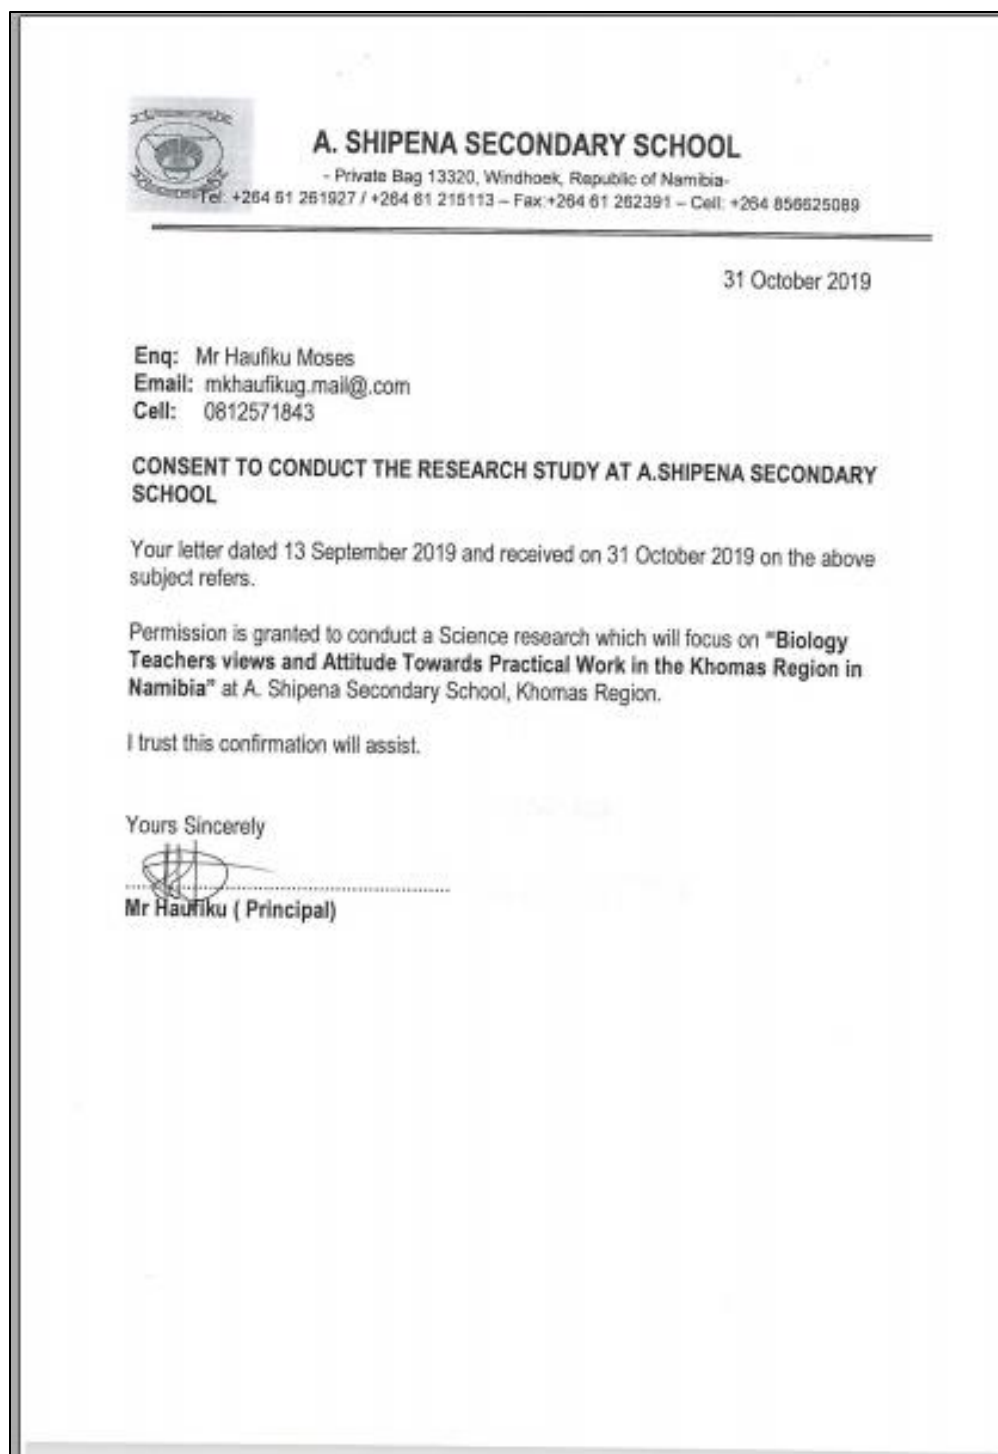 A. SHIPENA SECONDARY SCHOOL
- Private Bag 13320, Windhoek, Republic of Namibia-
Tel: +264 61 261927 / +264 61 215113 – Fax:+264 61 262391 – Cell: +264 856625089
31 October 2019
Enq: Mr Haufiku Moses
Email: mkhaufikug.mail@.com
Cell: 0812571843
CONSENT TO CONDUCT THE RESEARCH STUDY AT A.SHIPENA SECONDARY
SCHOOL
Your letter dated 13 September 2019 and received on 31 October 2019 on the above
subject refers.
Permission is granted to conduct a Science research which will focus on "Biology
Teachers views and Attitude Towards Practical Work in the Khomas Region in
Namibia" at A. Shipena Secondary School, Khomas Region.
I trust this confirmation will assist.
Yours Sincerely
Mr Haufiku ( Principal)